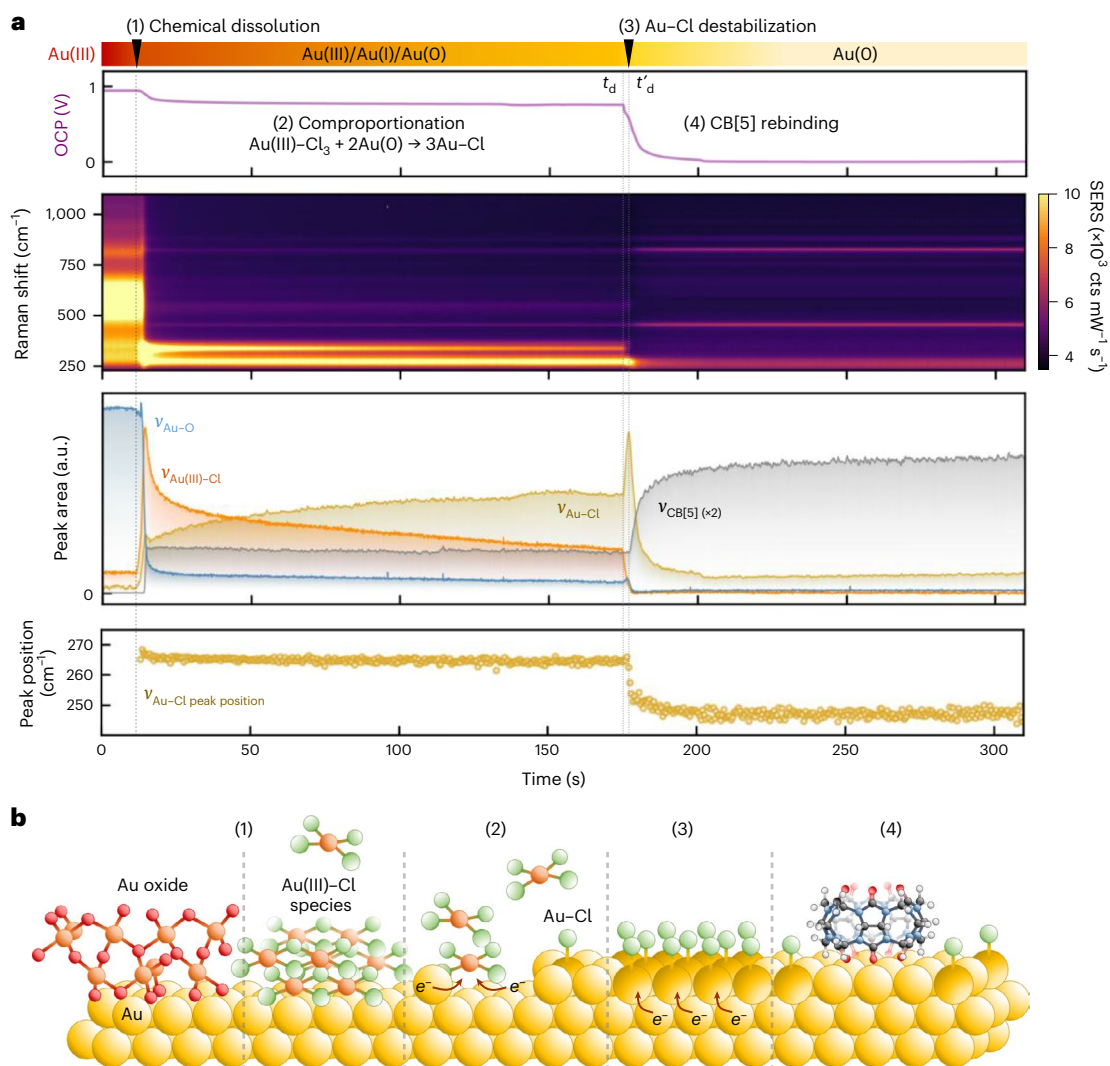 a
(1) Chemical dissolution
(3) Au–Cl destabilization
Au(III)
Au(III)/Au(I)/Au(0)
Au(0)
OCP (V)
1
0
t_d
t′_d
(2) Comproportionation
Au(III)–Cl₃ + 2Au(0) → 3Au–Cl
(4) CB[5] rebinding
Raman shift (cm⁻¹)
1,000
750
500
250
10
8
6
4
SERS (×10³ cts mW⁻¹ s⁻¹)
Peak area (a.u.)
0
ν_Au–O
ν_Au(III)–Cl
ν_Au–Cl
ν_CB[5] (×2)
Peak position
(cm⁻¹)
270
260
250
ν_Au–Cl peak position
0
50
100
150
200
250
300
Time (s)
b
(1)
(2)
(3)
(4)
Au oxide
Au(III)–Cl
species
Au–Cl
Au
e⁻
e⁻
e⁻
e⁻
e⁻